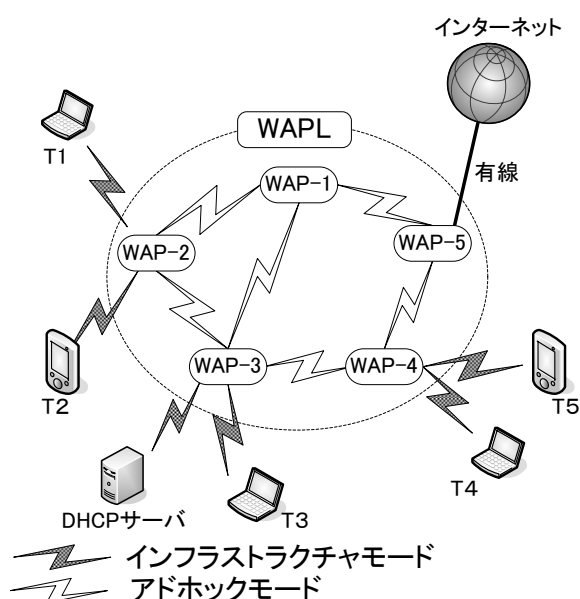 インターネット
WAPL
T1
有線
WAP-1
WAP-2
WAP-5
WAP-3
WAP-4
T2
T5
T4
DHCPサーバ
T3
インフラストラクチャモード
アドホックモード